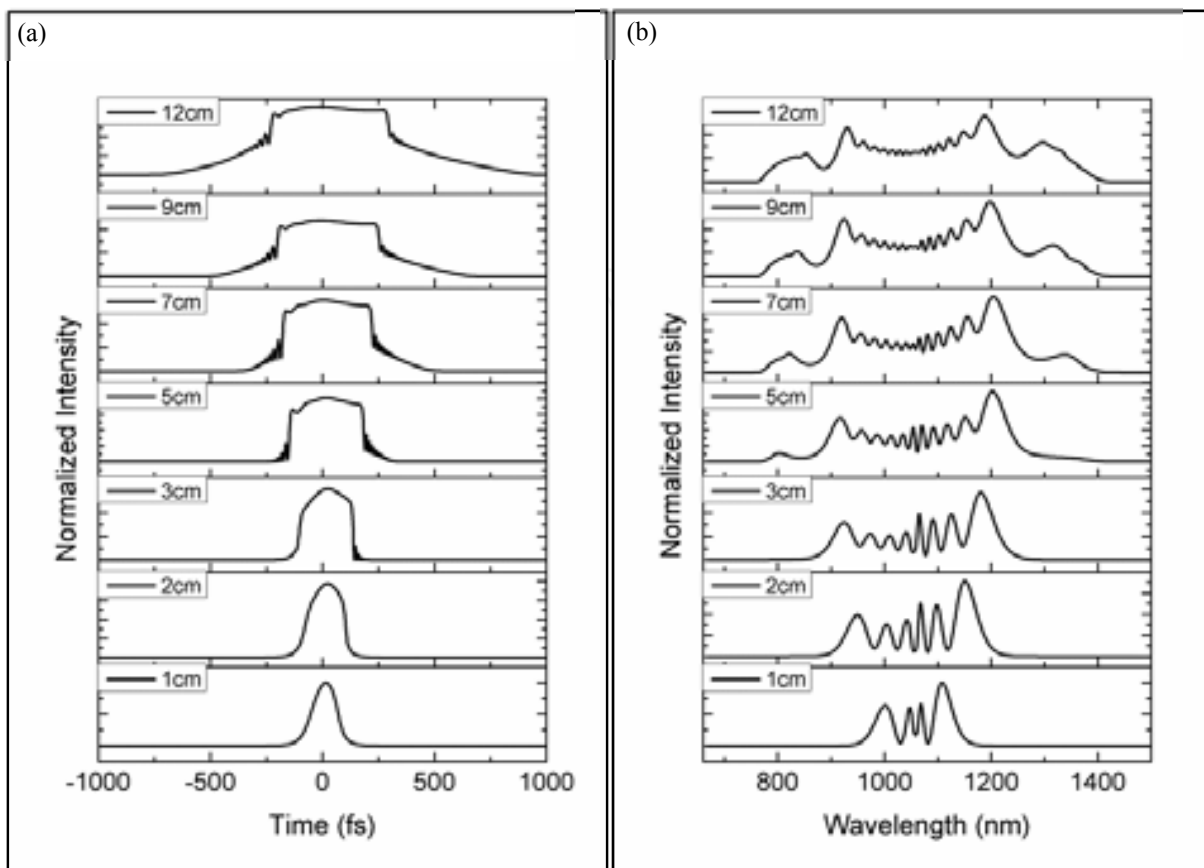 (a)
12cm
9cm
7cm
5cm
3cm
2cm
1cm
Normalized Intensity
-1000 -500 0 500 1000
Time (fs)
(b)
12cm
9cm
7cm
5cm
3cm
2cm
1cm
Normalized Intensity
800 1000 1200 1400
Wavelength (nm)